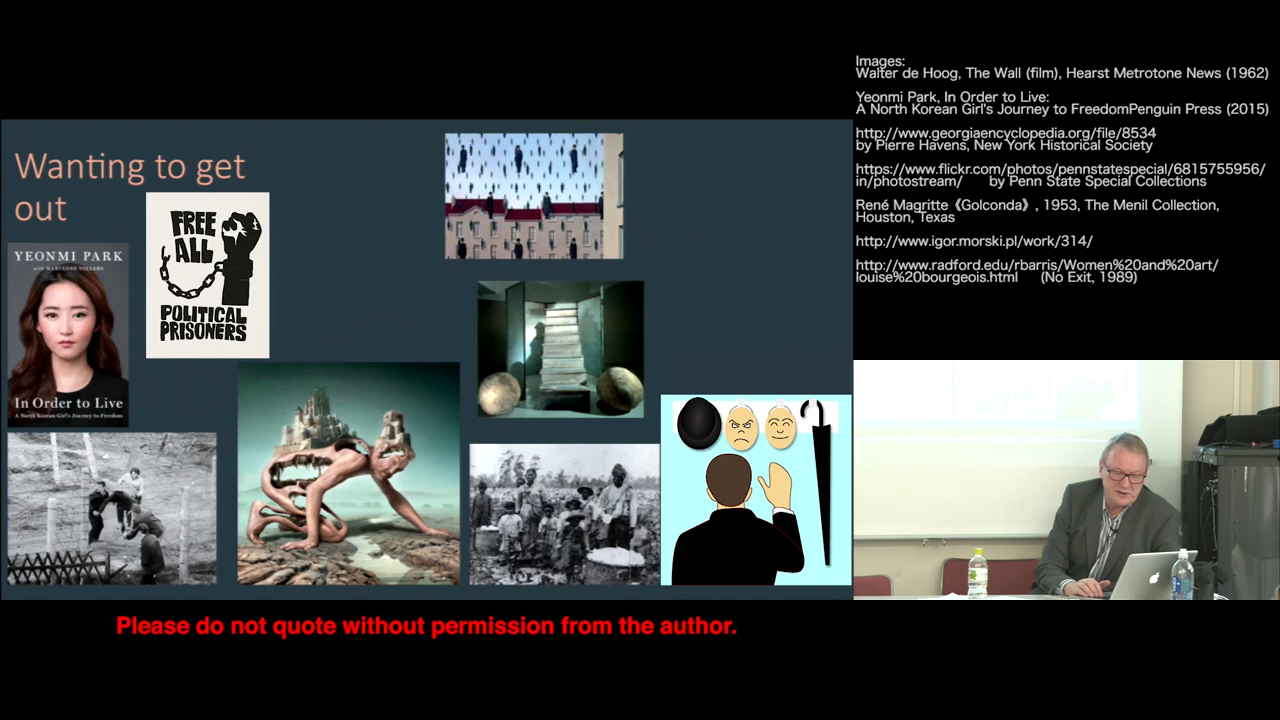 Wanting to get
out
YEONMI PARK
WITH MARYANNE VOLLERS
In Order to Live
A North Korean Girl's Journey to Freedom
FREE
ALL
POLITICAL
PRISONERS
Please do not quote without permission from the author.
Images:
Walter de Hoog, The Wall (film), Hearst Metrotone News (1962)
Yeonmi Park, In Order to Live:
A North Korean Girl's Journey to FreedomPenguin Press (2015)
http://www.georgiaencyclopedia.org/file/8534
by Pierre Havens, New York Historical Society
https://www.flickr.com/photos/pennstatespecial/6815755956/
in/photostream/ by Penn State Special Collections
René Magritte《Golconda》, 1953, The Menil Collection,
Houston, Texas
http://www.igor.morski.pl/work/314/
http://www.radford.edu/rbarris/Women%20and%20art/
louise%20bourgeois.html (No Exit, 1989)